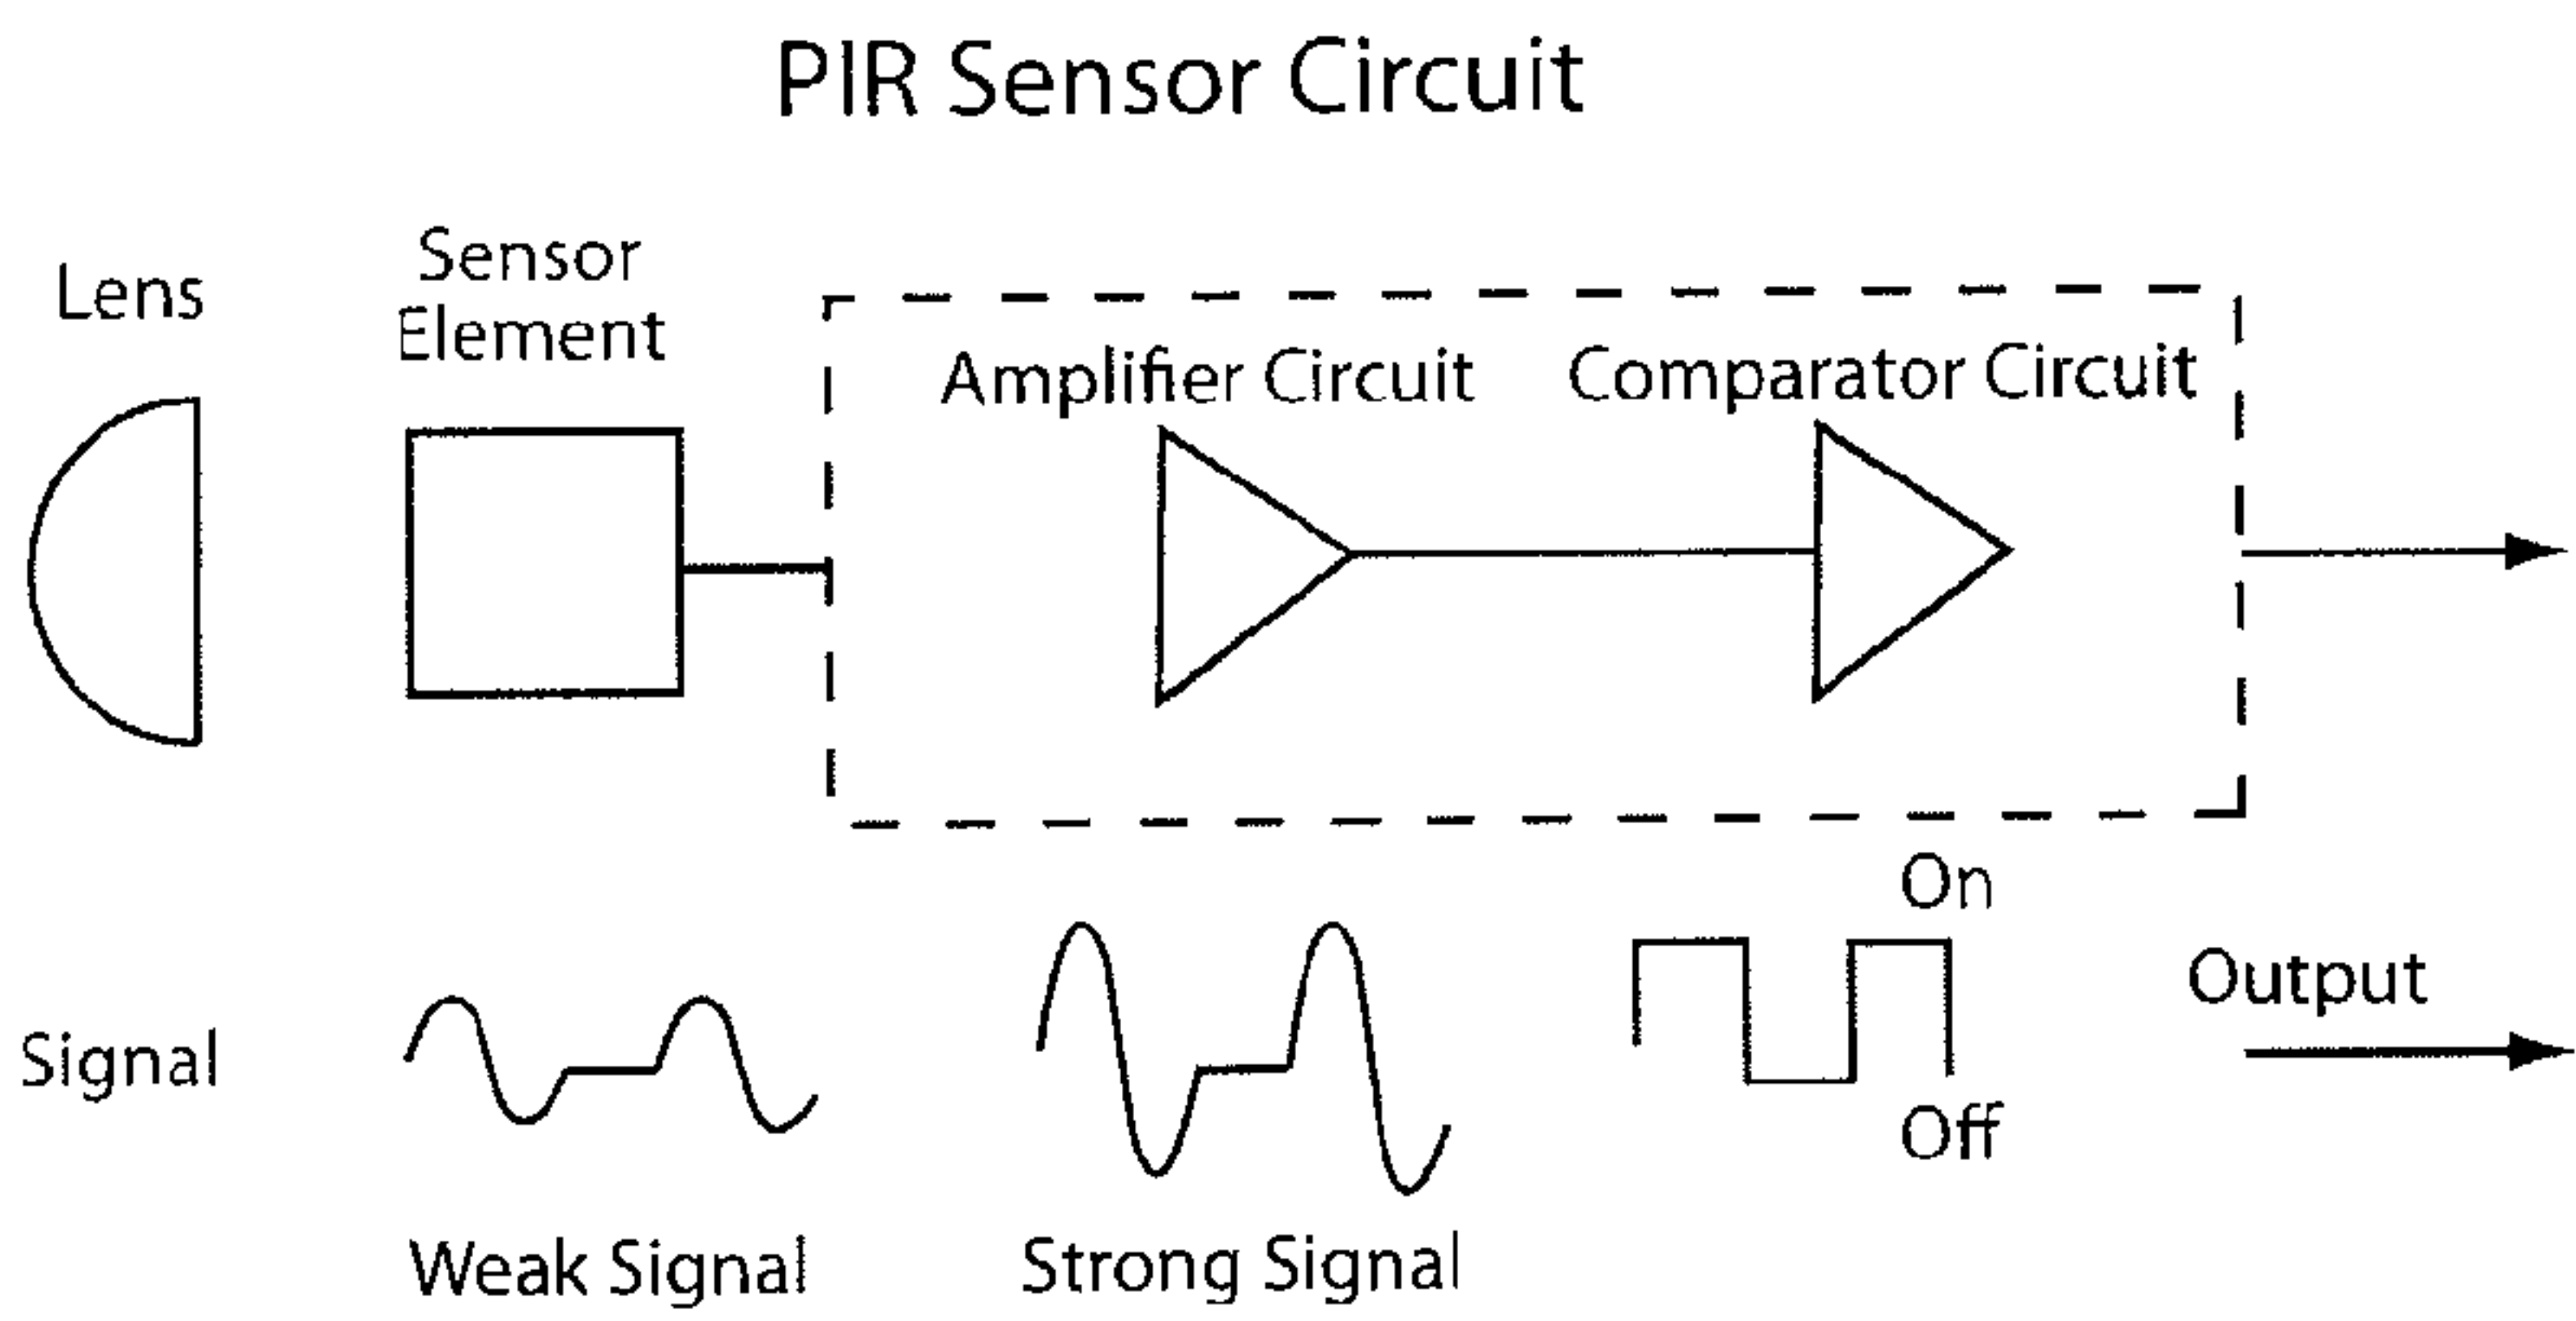 PIR Sensor Circuit
Lens
Sensor
Element
Amplifier Circuit
Comparator Circuit
On
Off
Output
Signal
Weak Signal
Strong Signal